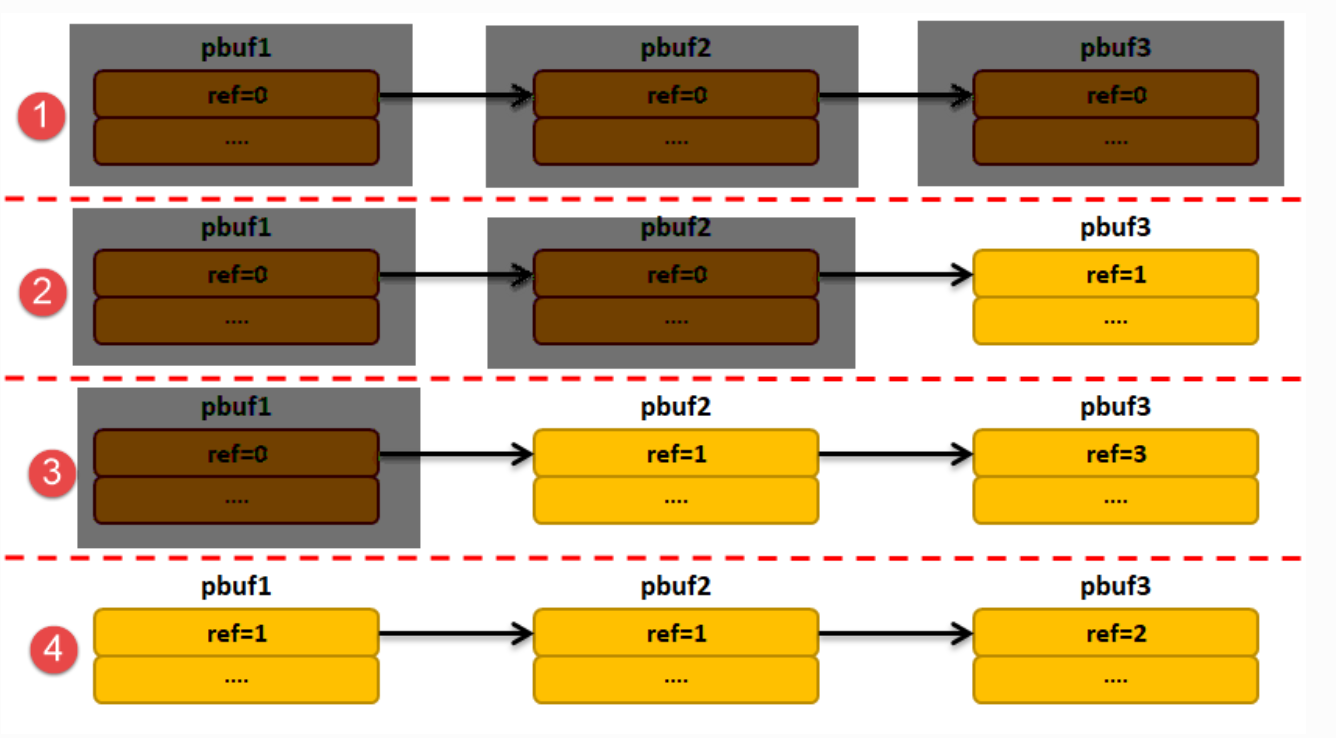 pbuf1 pbuf2 pbuf3
1 ref=0 ref=0 ref=0
.... .... ....
pbuf1 pbuf2 pbuf3
2 ref=0 ref=0 ref=1
.... .... ....
pbuf1 pbuf2 pbuf3
3 ref=0 ref=1 ref=3
.... .... ....
pbuf1 pbuf2 pbuf3
4 ref=1 ref=1 ref=2
.... .... ....